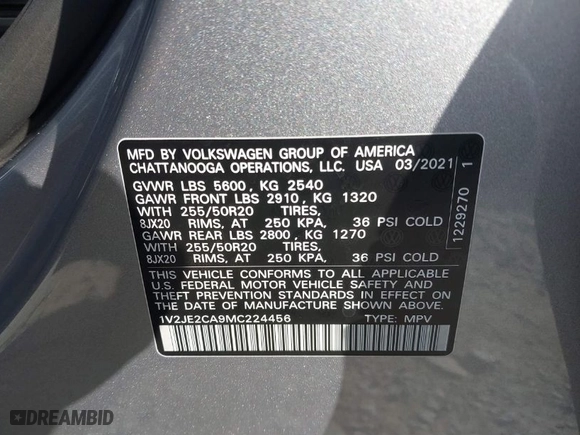 MFD BY VOLKSWAGEN GROUP OF AMERICA
CHATTANOOGA OPERATIONS, LLC. USA 03/2021
GVWR LBS 5600, KG 2540
GAWR FRONT LBS 2910, KG 1320
WITH 255/50R20 TIRES,
8JX20 RIMS, AT 250 KPA, 36 PSI COLD
GAWR REAR LBS 2800, KG 1270
WITH 255/50R20 TIRES,
8JX20 RIMS, AT 250 KPA, 36 PSI COLD
THIS VEHICLE CONFORMS TO ALL APPLICABLE
U.S. FEDERAL MOTOR VEHICLE SAFETY AND
THEFT PREVENTION STANDARDS IN EFFECT ON
THE DATE OF MANUFACTURE SHOWN ABOVE.
1V2JE2CA9MC224456 TYPE: MPV
1229270 1
DREAMBID